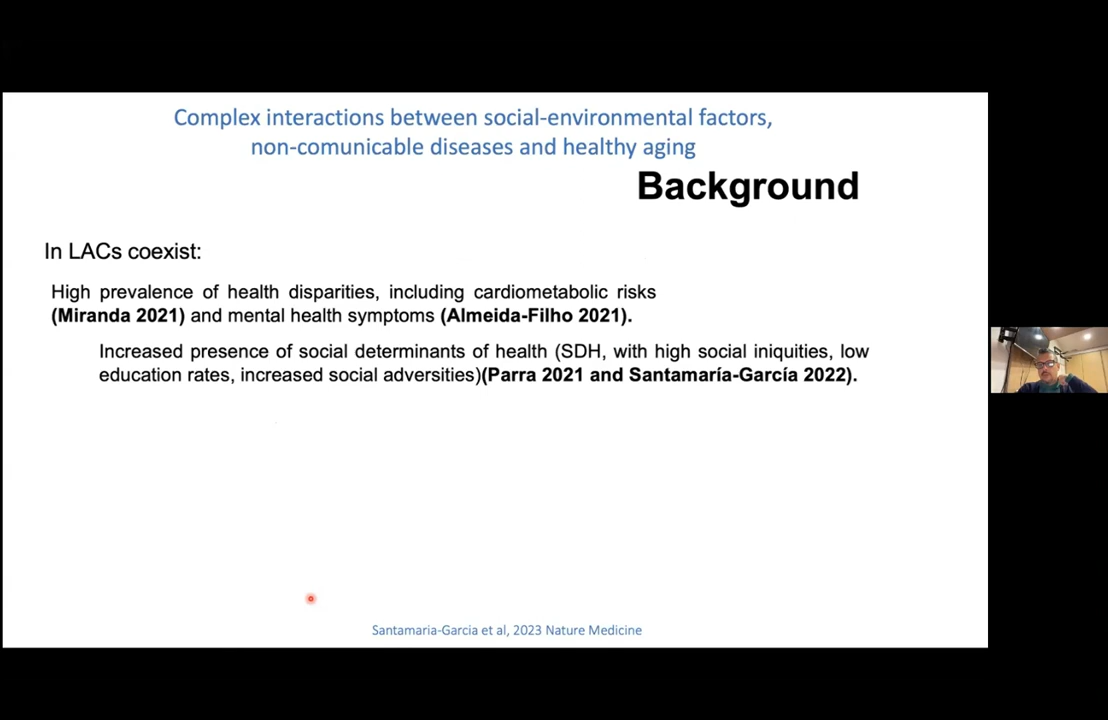 Complex interactions between social-environmental factors,
non-comunicable diseases and healthy aging
Background
In LACs coexist:
High prevalence of health disparities, including cardiometabolic risks
(Miranda 2021) and mental health symptoms (Almeida-Filho 2021).
Increased presence of social determinants of health (SDH, with high social iniquities, low
education rates, increased social adversities)(Parra 2021 and Santamaría-García 2022).
Santamaria-Garcia et al, 2023 Nature Medicine